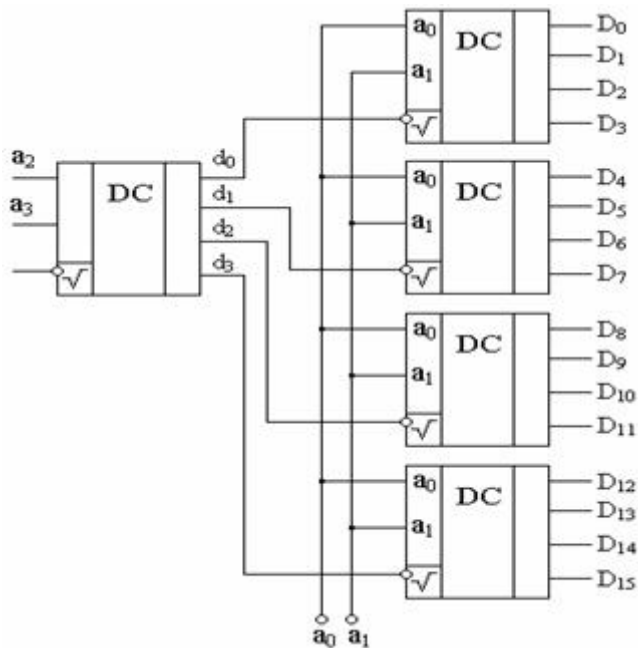 a₀ DC D₀
a₁ D₁
D₂
√ D₃
a₂ DC d₀
a₃ d₁
d₂
√ d₃
a₀ DC D₄
a₁ D₅
D₆
√ D₇
a₀ DC D₈
a₁ D₉
D₁₀
√ D₁₁
a₀ DC D₁₂
a₁ D₁₃
D₁₄
√ D₁₅
a₀ a₁